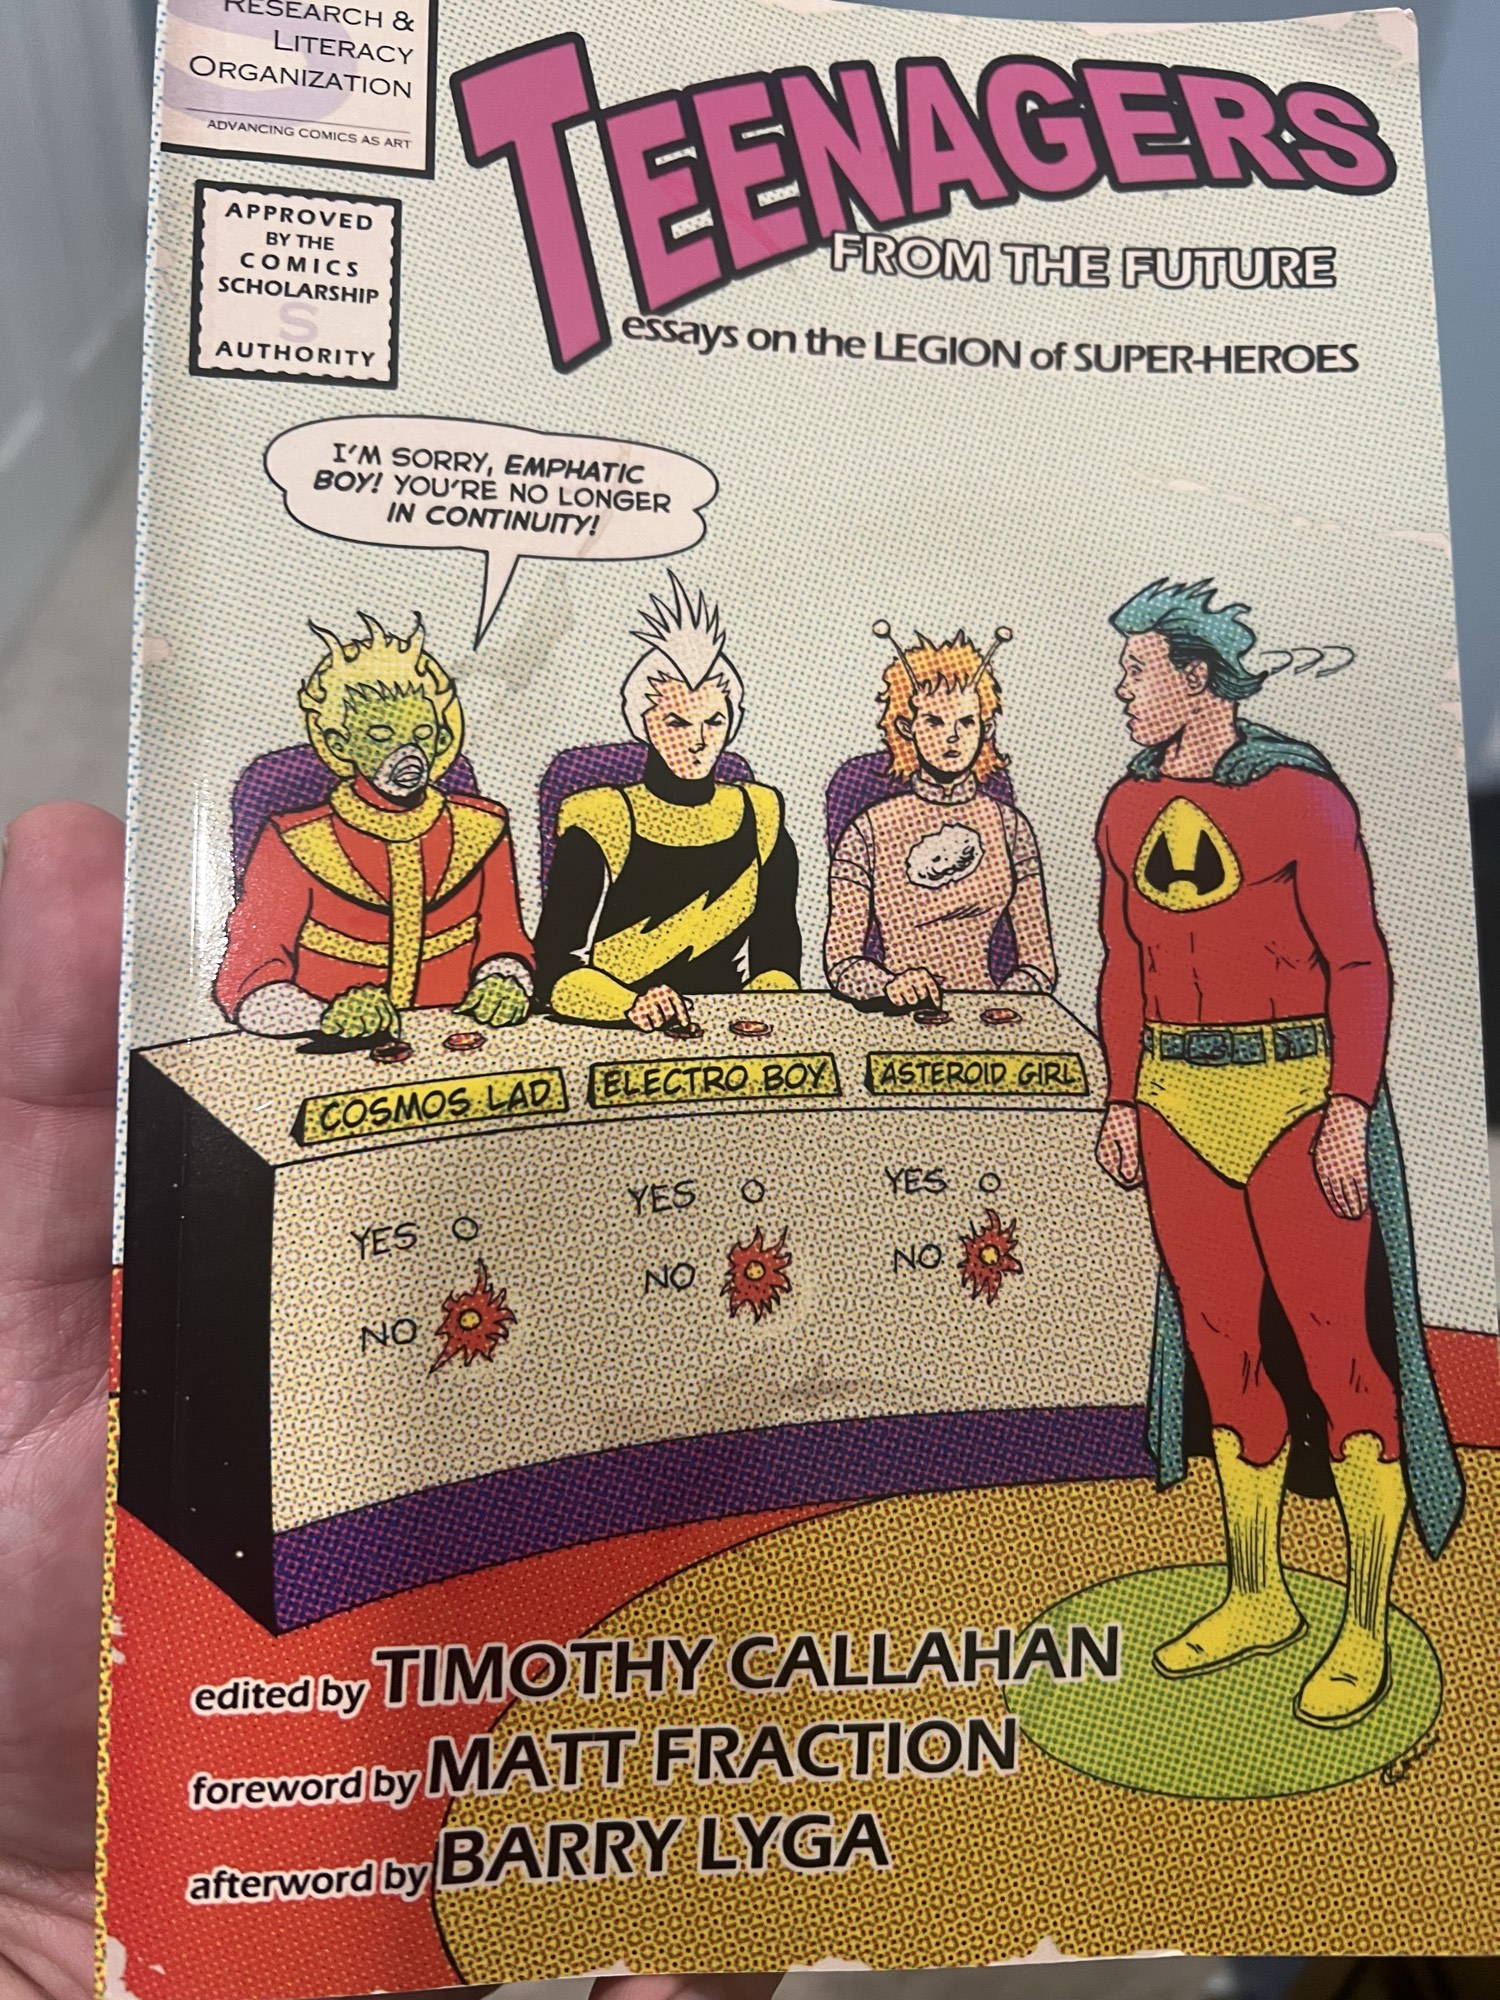 RESEARCH &
LITERACY
ORGANIZATION
ADVANCING COMICS AS ART
APPROVED
BY THE
COMICS
SCHOLARSHIP
S
AUTHORITY
TEENAGERS
FROM THE FUTURE
essays on the LEGION of SUPER-HEROES
I'M SORRY, EMPHATIC
BOY! YOU'RE NO LONGER
IN CONTINUITY!
COSMOS LAD
ELECTRO BOY
ASTEROID GIRL
YES
NO
YES
NO
YES
NO
edited by TIMOTHY CALLAHAN
foreword by MATT FRACTION
afterword by BARRY LYGA